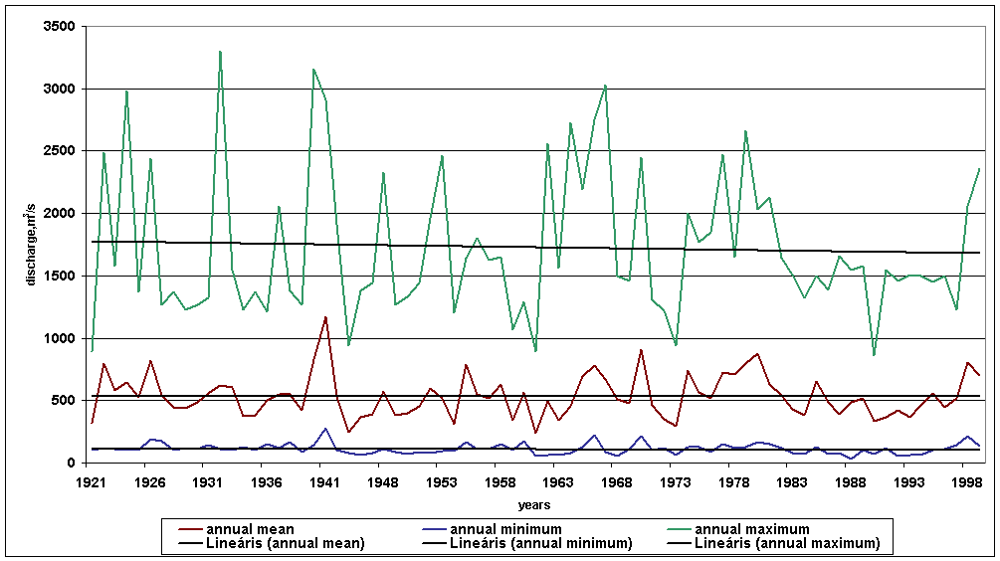 3500
3000
2500
2000
1500
1000
500
0
discharge,m³/s
1921 1926 1931 1936 1941 1948 1953 1958 1963 1968 1973 1978 1983 1988 1993 1998
years
annual mean annual minimum annual maximum
Lineáris (annual mean) Lineáris (annual minimum) Lineáris (annual maximum)